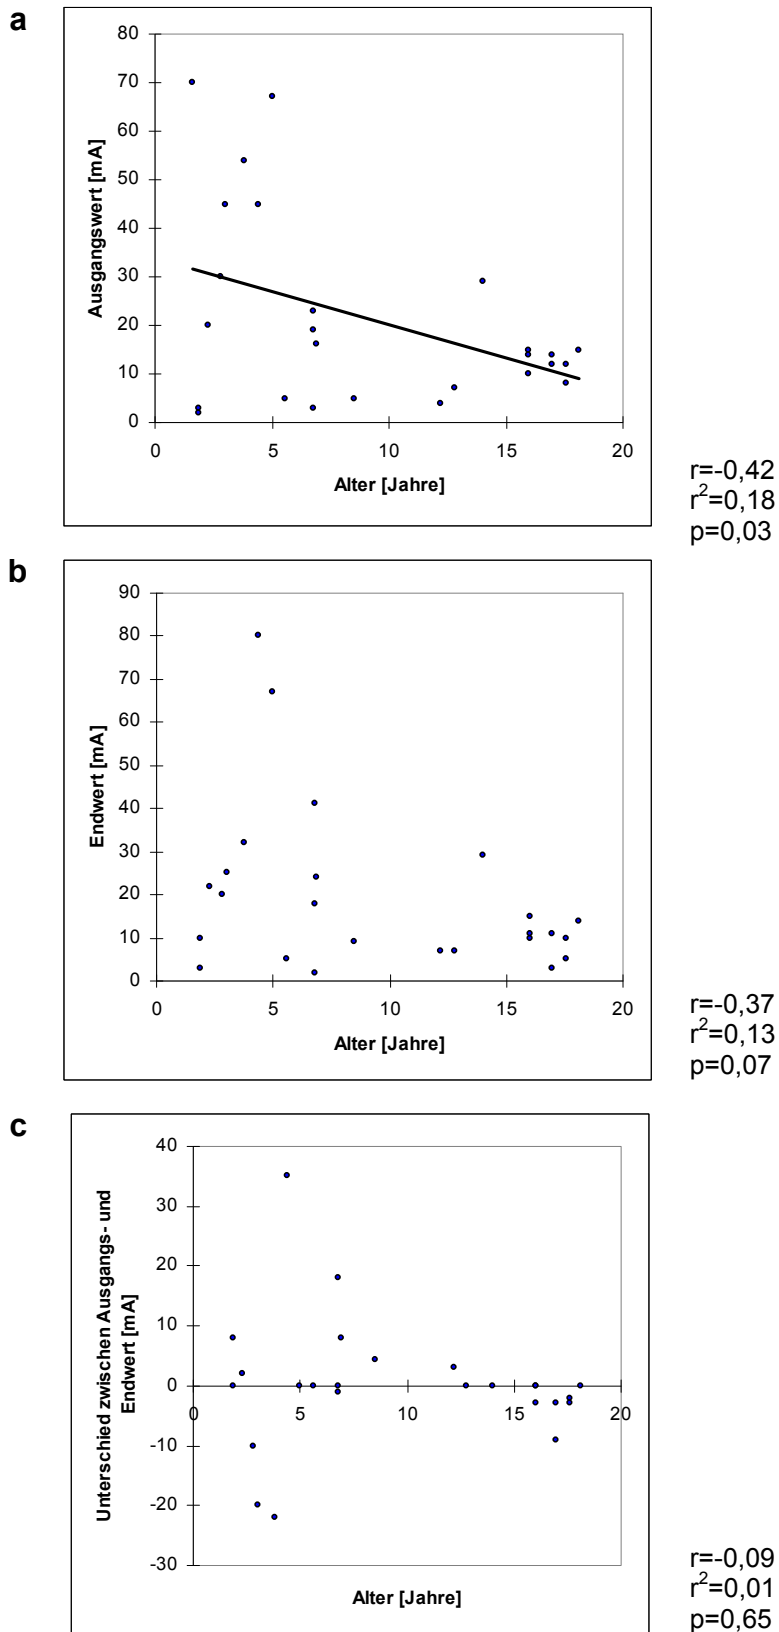 a
80
70
60
50
40
30
20
10
0
Ausgangswert [mA]
0 5 10 15 20
Alter [Jahre]
r=-0,42
r²=0,18
p=0,03
b
90
80
70
60
50
40
30
20
10
0
Endwert [mA]
0 5 10 15 20
Alter [Jahre]
r=-0,37
r²=0,13
p=0,07
c
40
30
20
10
0
-10
-20
-30
Unterschied zwischen Ausgangs- und
Endwert [mA]
0 5 10 15 20
Alter [Jahre]
r=-0,09
r²=0,01
p=0,65